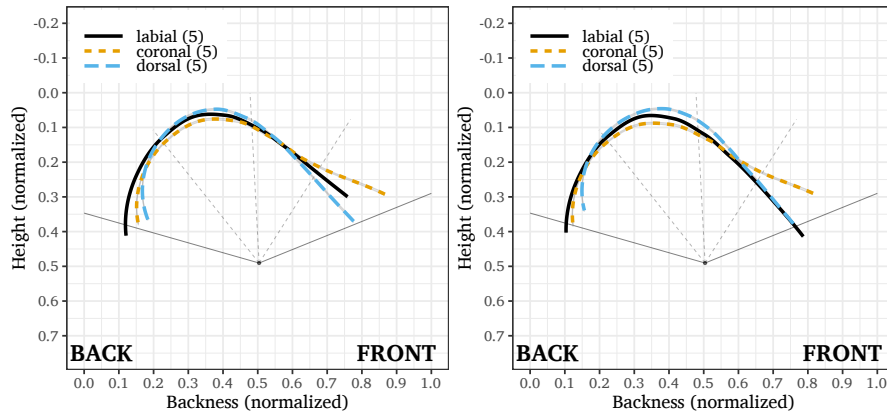 labial (5)
coronal (5)
dorsal (5)
-0.2
-0.1
0.0
0.1
0.2
0.3
0.4
0.5
0.6
0.7
Height (normalized)
BACK FRONT
0.0 0.1 0.2 0.3 0.4 0.5 0.6 0.7 0.8 0.9 1.0
Backness (normalized)
labial (5)
coronal (5)
dorsal (5)
-0.2
-0.1
0.0
0.1
0.2
0.3
0.4
0.5
0.6
0.7
Height (normalized)
BACK FRONT
0.0 0.1 0.2 0.3 0.4 0.5 0.6 0.7 0.8 0.9 1.0
Backness (normalized)